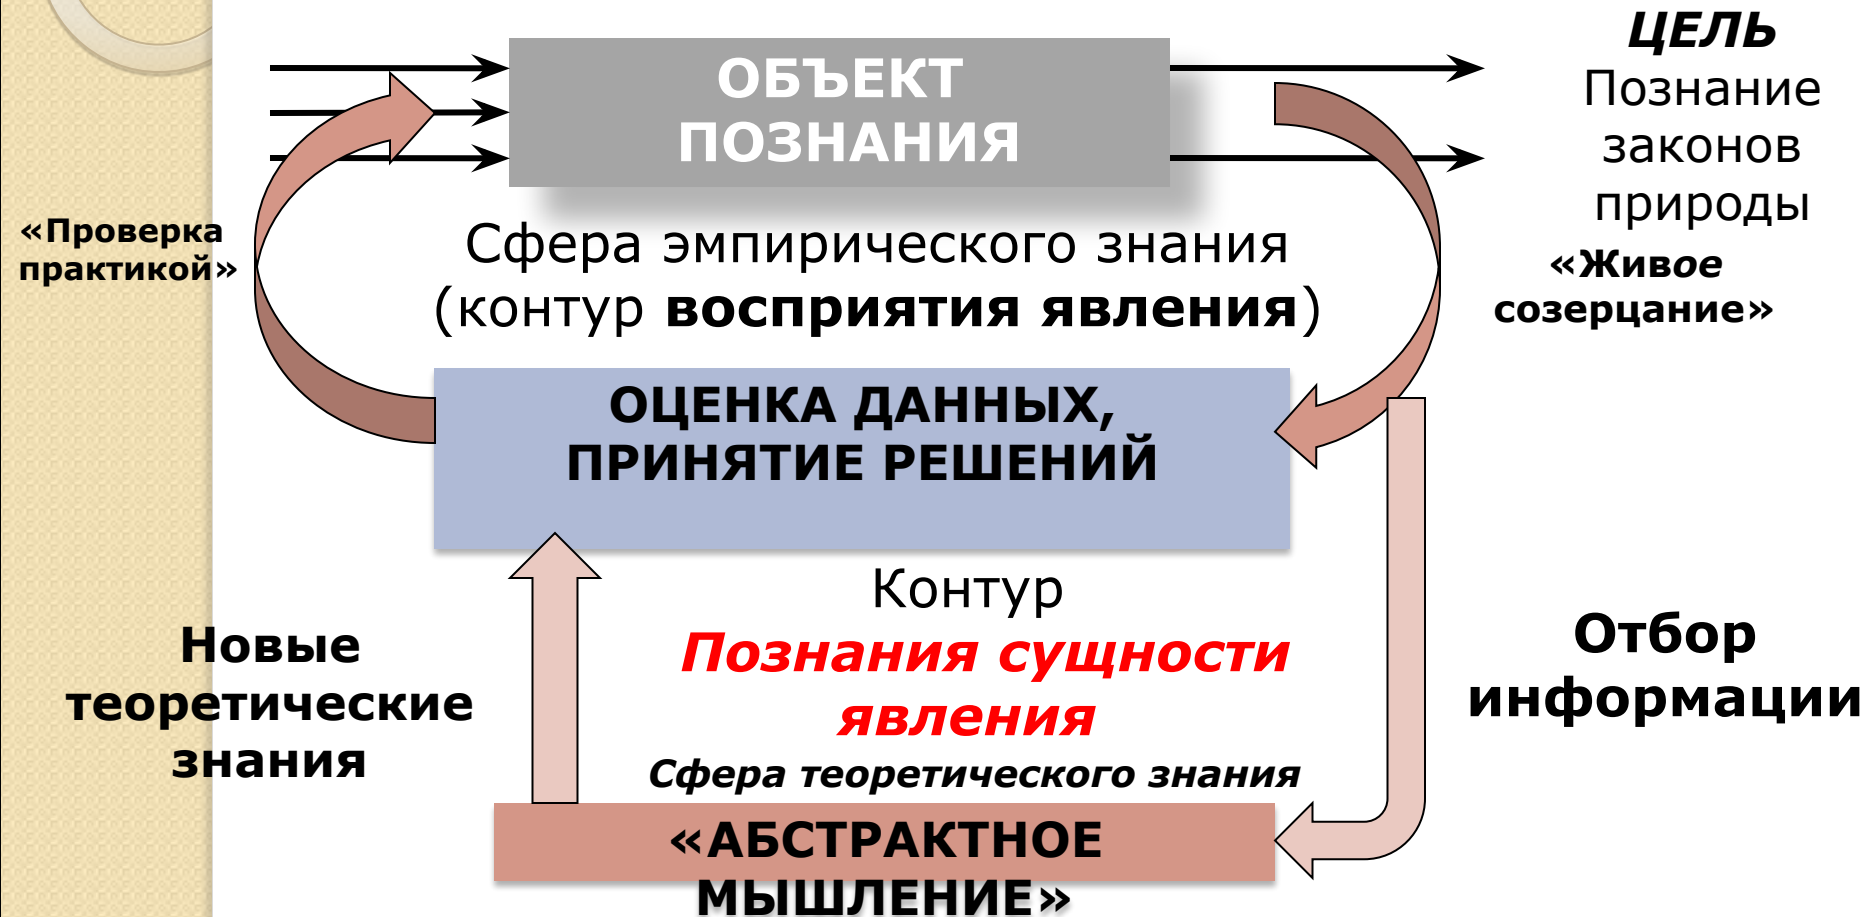 ЦЕЛЬ
Познание
законов
природы
ОБЪЕКТ
ПОЗНАНИЯ
«Проверка
практикой»
Сфера эмпирического знания
(контур восприятия явления)
«Живое
созерцание»
ОЦЕНКА ДАННЫХ,
ПРИНЯТИЕ РЕШЕНИЙ
Новые
теоретические
знания
Контур
Познания сущности
явления
Сфера теоретического знания
Отбор
информации
«АБСТРАКТНОЕ
МЫШЛЕНИЕ»